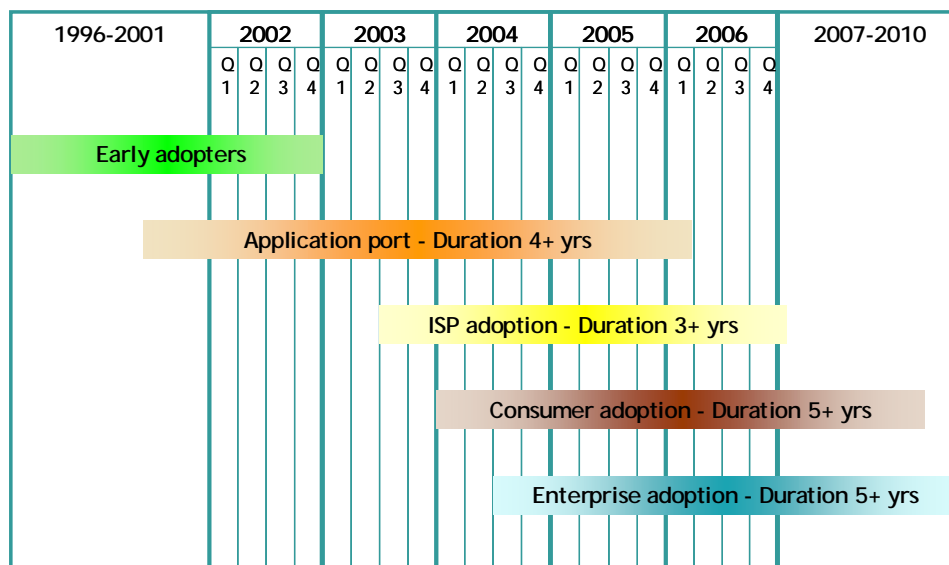 1996-2001 2002 2003 2004 2005 2006 2007-2010
Q Q Q Q Q Q Q Q Q Q Q Q Q Q Q Q Q Q Q Q
1 2 3 4 1 2 3 4 1 2 3 4 1 2 3 4 1 2 3 4
Early adopters
Application port - Duration 4+ yrs
ISP adoption - Duration 3+ yrs
Consumer adoption - Duration 5+ yrs
Enterprise adoption - Duration 5+ yrs